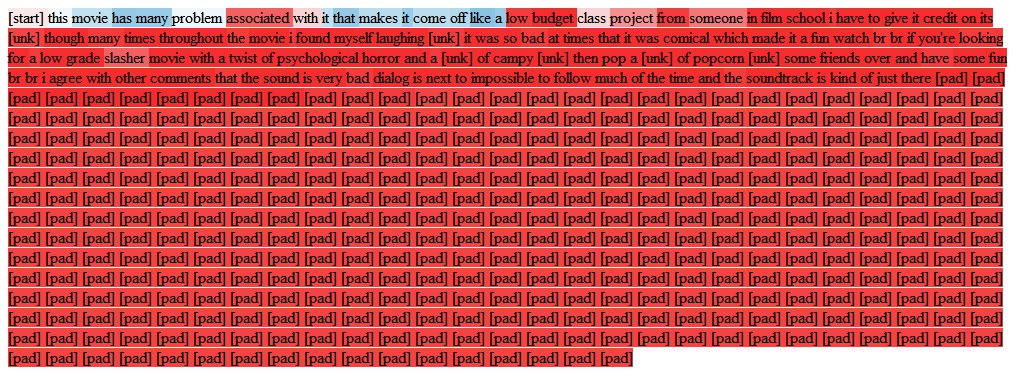 [start] this movie has many problem associated with it that makes it come off like a low budget class project from someone in film school i have to give it credit on its
[unk] though many times throughout the movie i found myself laughing [unk] it was so bad at times that it was comical which made it a fun watch br br if you're looking
for a low grade slasher movie with a twist of psychological horror and a [unk] of campy [unk] then pop a [unk] of popcorn [unk] some friends over and have some fun
br br i agree with other comments that the sound is very bad dialog is next to impossible to follow much of the time and the soundtrack is kind of just there [pad] [pad]
[pad] [pad] [pad] [pad] [pad] [pad] [pad] [pad] [pad] [pad] [pad] [pad] [pad] [pad] [pad] [pad] [pad] [pad] [pad] [pad] [pad] [pad] [pad] [pad] [pad] [pad] [pad]
[pad] [pad] [pad] [pad] [pad] [pad] [pad] [pad] [pad] [pad] [pad] [pad] [pad] [pad] [pad] [pad] [pad] [pad] [pad] [pad] [pad] [pad] [pad] [pad] [pad] [pad] [pad]
[pad] [pad] [pad] [pad] [pad] [pad] [pad] [pad] [pad] [pad] [pad] [pad] [pad] [pad] [pad] [pad] [pad] [pad] [pad] [pad] [pad] [pad] [pad] [pad] [pad] [pad] [pad]
[pad] [pad] [pad] [pad] [pad] [pad] [pad] [pad] [pad] [pad] [pad] [pad] [pad] [pad] [pad] [pad] [pad] [pad] [pad] [pad] [pad] [pad] [pad] [pad] [pad] [pad] [pad]
[pad] [pad] [pad] [pad] [pad] [pad] [pad] [pad] [pad] [pad] [pad] [pad] [pad] [pad] [pad] [pad] [pad] [pad] [pad] [pad] [pad] [pad] [pad] [pad] [pad] [pad] [pad]
[pad] [pad] [pad] [pad] [pad] [pad] [pad] [pad] [pad] [pad] [pad] [pad] [pad] [pad] [pad] [pad] [pad] [pad] [pad] [pad] [pad] [pad] [pad] [pad] [pad] [pad] [pad]
[pad] [pad] [pad] [pad] [pad] [pad] [pad] [pad] [pad] [pad] [pad] [pad] [pad] [pad] [pad] [pad] [pad] [pad] [pad] [pad] [pad] [pad] [pad] [pad] [pad] [pad] [pad]
[pad] [pad] [pad] [pad] [pad] [pad] [pad] [pad] [pad] [pad] [pad] [pad] [pad] [pad] [pad] [pad] [pad] [pad] [pad] [pad] [pad] [pad] [pad] [pad] [pad] [pad] [pad]
[pad] [pad] [pad] [pad] [pad] [pad] [pad] [pad] [pad] [pad] [pad] [pad] [pad] [pad] [pad] [pad] [pad] [pad] [pad] [pad] [pad] [pad] [pad] [pad] [pad] [pad] [pad]
[pad] [pad] [pad] [pad] [pad] [pad] [pad] [pad] [pad] [pad] [pad] [pad] [pad] [pad] [pad] [pad] [pad] [pad] [pad] [pad] [pad] [pad] [pad] [pad] [pad] [pad] [pad]
[pad] [pad] [pad] [pad] [pad] [pad] [pad] [pad] [pad] [pad] [pad] [pad] [pad] [pad] [pad] [pad] [pad] [pad] [pad] [pad] [pad] [pad] [pad] [pad] [pad] [pad] [pad]
[pad] [pad] [pad] [pad] [pad] [pad] [pad] [pad] [pad] [pad] [pad] [pad] [pad] [pad] [pad] [pad] [pad] [pad] [pad] [pad] [pad] [pad] [pad] [pad] [pad] [pad] [pad]
[pad] [pad] [pad] [pad] [pad] [pad] [pad] [pad] [pad] [pad] [pad] [pad] [pad] [pad] [pad] [pad] [pad] [pad] [pad] [pad] [pad] [pad] [pad] [pad] [pad] [pad] [pad]
[pad] [pad] [pad] [pad] [pad] [pad] [pad] [pad] [pad] [pad] [pad] [pad] [pad] [pad] [pad] [pad] [pad]